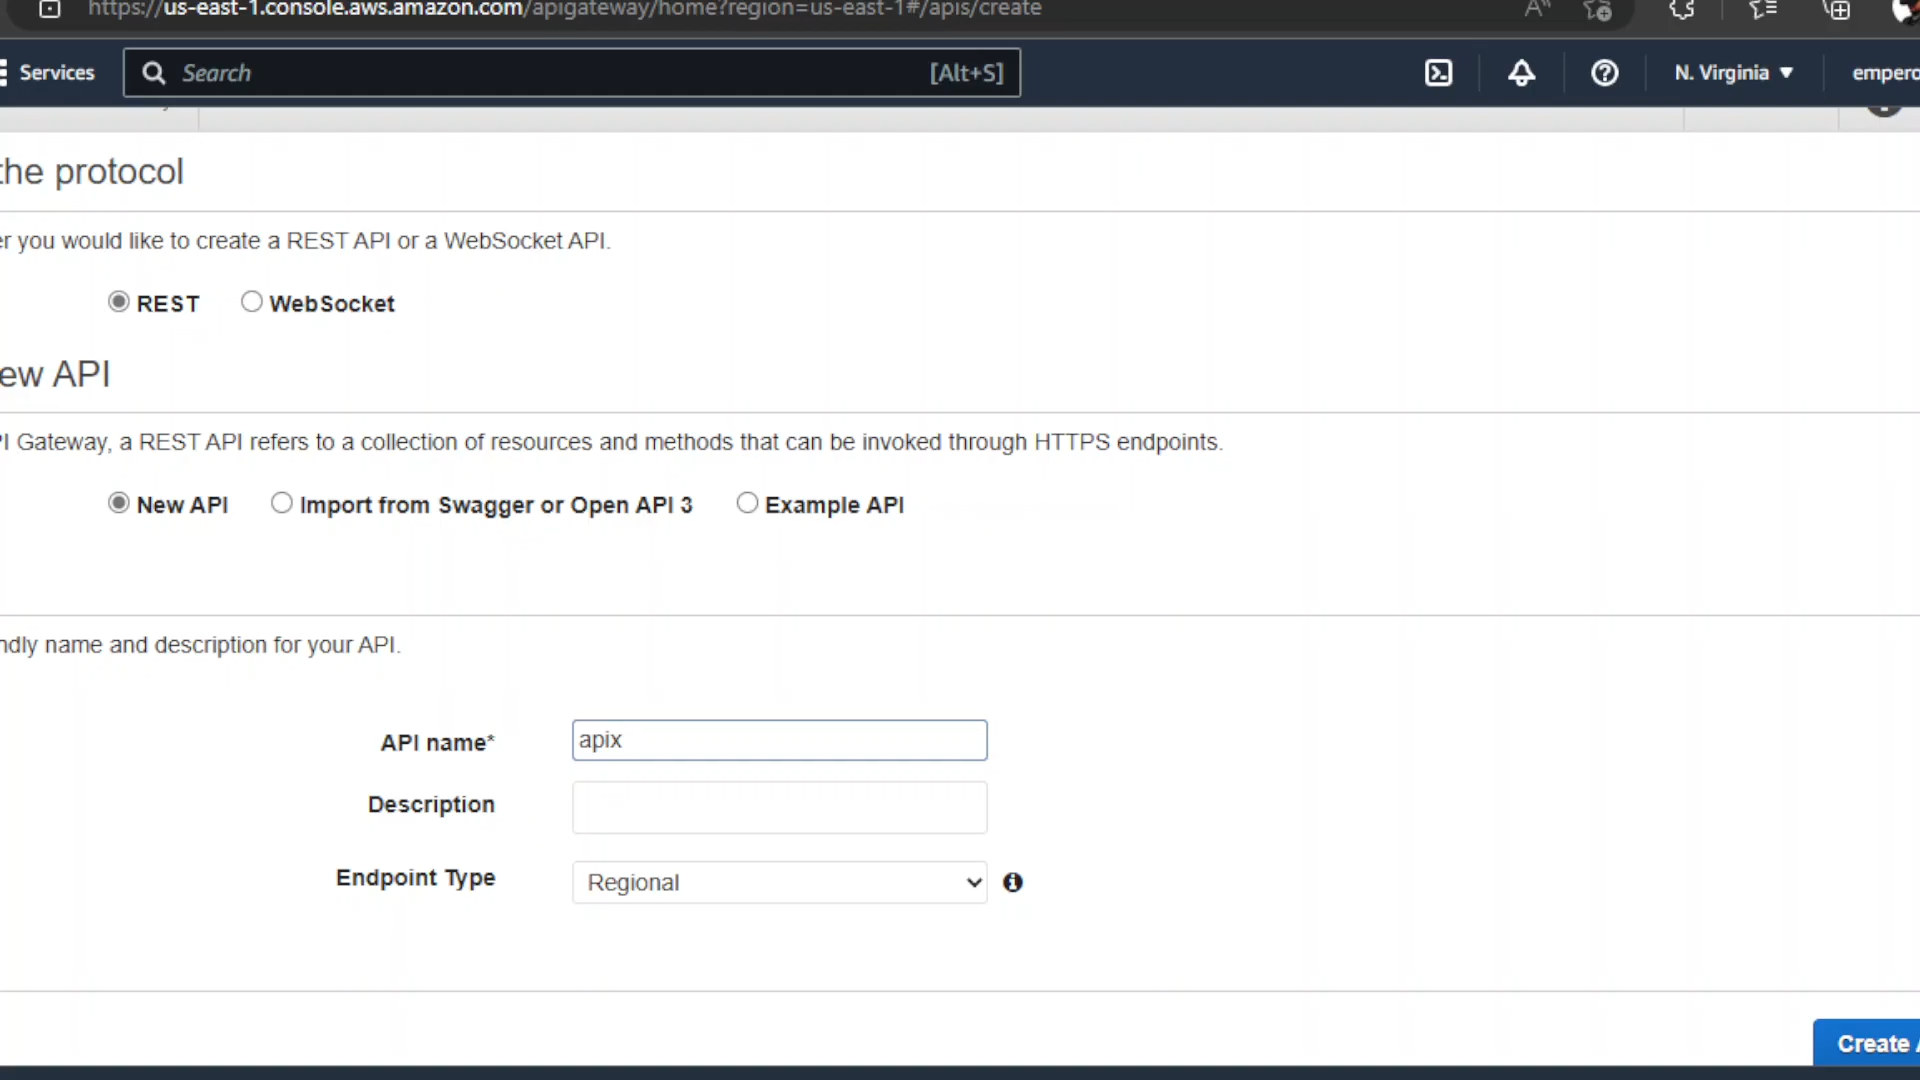 https://us-east-1.console.aws.amazon.com/apigateway/home?region=us-east-1#/apis/create
Services Search [Alt+S] N. Virginia
the protocol
you would like to create a REST API or a WebSocket API.
REST WebSocket
API
Gateway, a REST API refers to a collection of resources and methods that can be invoked through HTTPS endpoints.
New API Import from Swagger or Open API 3 Example API
name and description for your API.
API name* apix
Description
Endpoint Type Regional
Create